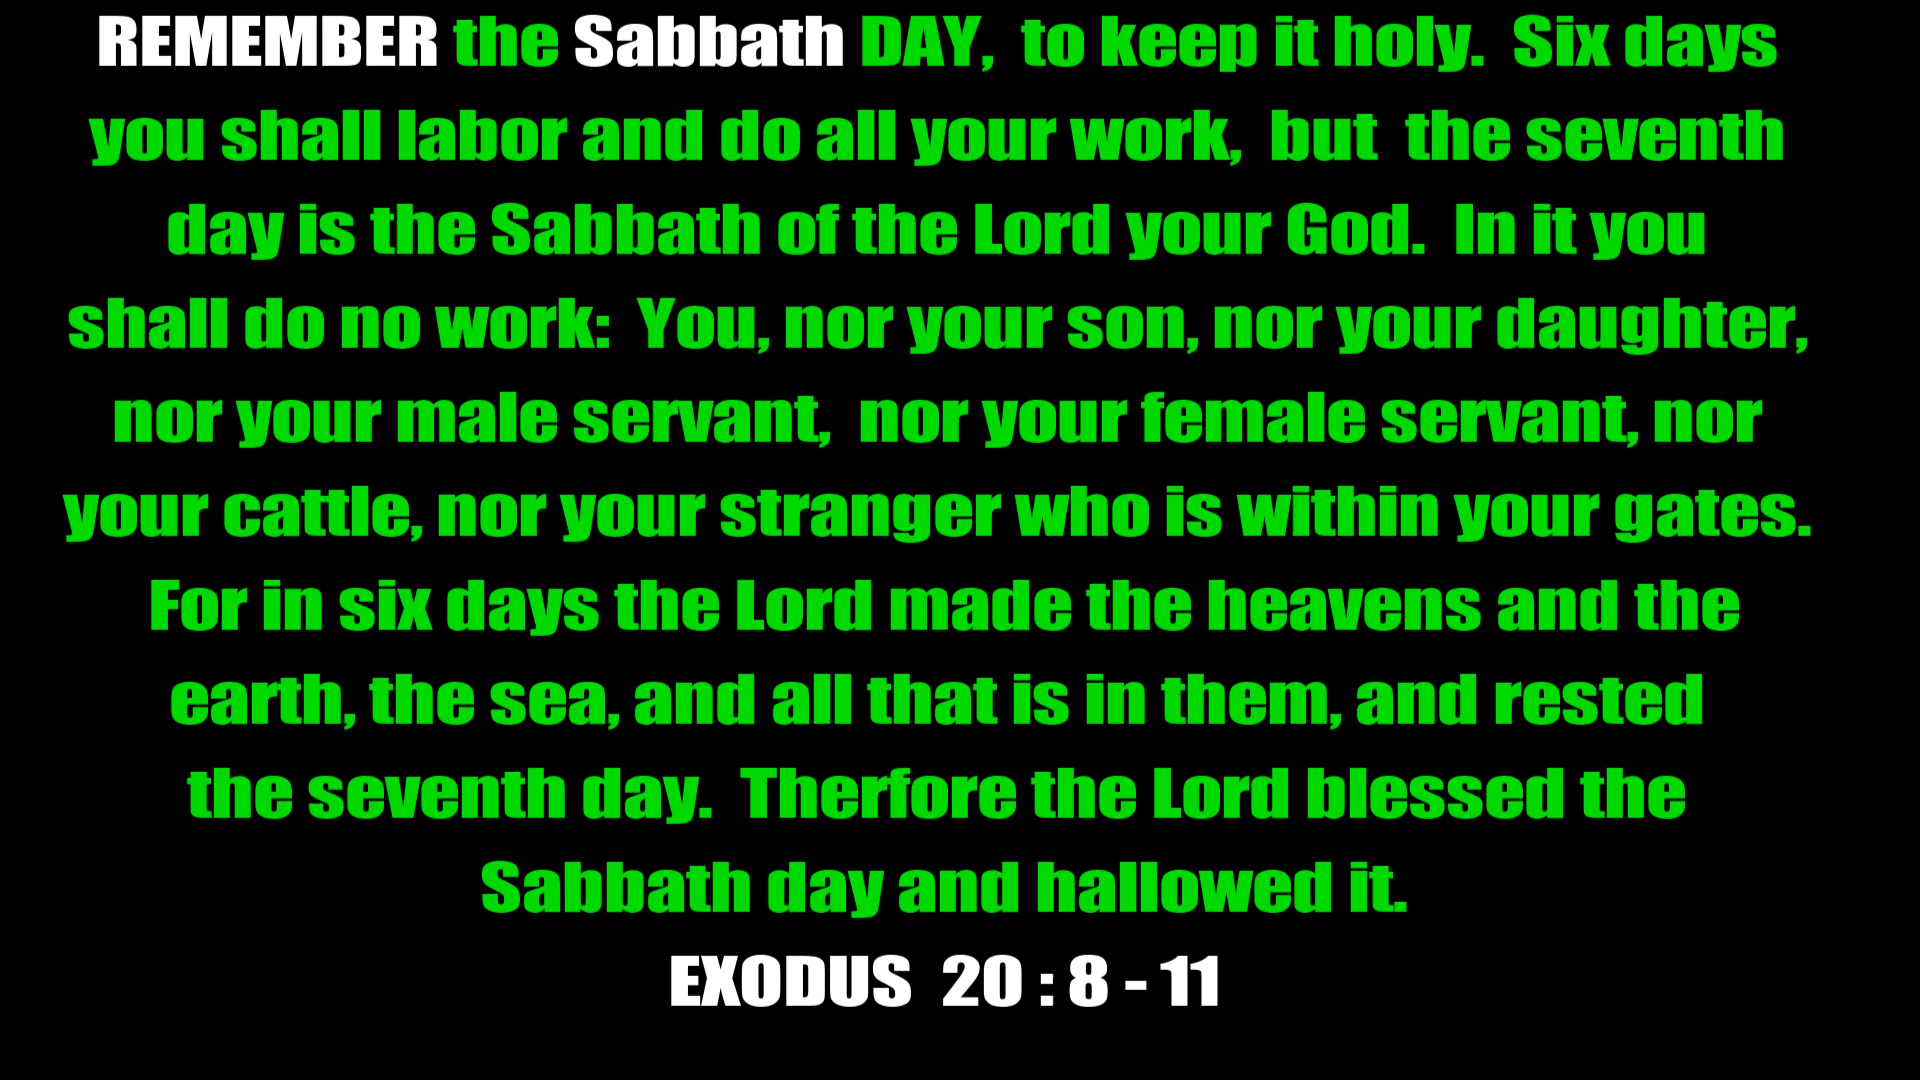 REMEMBER the Sabbath DAY, to keep it holy. Six days
you shall labor and do all your work, but the seventh
day is the Sabbath of the Lord your God. In it you
shall do no work: You, nor your son, nor your daughter,
nor your male servant, nor your female servant, nor
your cattle, nor your stranger who is within your gates.
For in six days the Lord made the heavens and the
earth, the sea, and all that is in them, and rested
the seventh day. Therfore the Lord blessed the
Sabbath day and hallowed it.
EXODUS 20 : 8 - 11